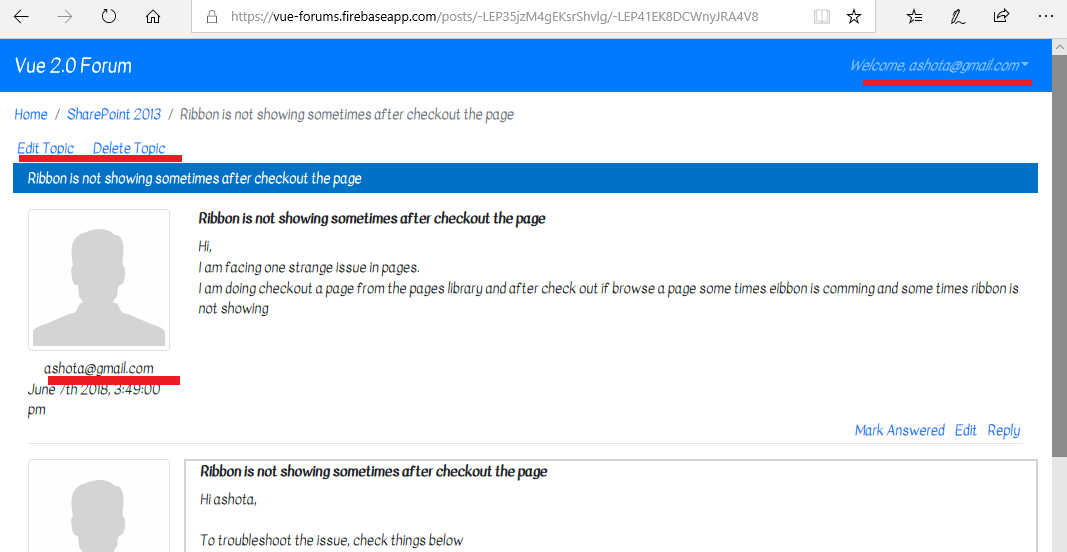 https://vue-forums.firebaseapp.com/posts/-LEP35jzM4gEKsrShvlg/-LEP41EK8DCWnyJRA4V8
Vue 2.0 Forum
Welcome, ashota@gmail.com
Home / SharePoint 2013 / Ribbon is not showing sometimes after checkout the page
Edit Topic Delete Topic
Ribbon is not showing sometimes after checkout the page
Ribbon is not showing sometimes after checkout the page
Hi,
I am facing one strange issue in pages.
I am doing checkout a page from the pages library and after check out if browse a page some times eibbon is comming and some times ribbon is
not showing
ashota@gmail.com
June 7th 2018, 3:49:00
pm
Mark Answered Edit Reply
Ribbon is not showing sometimes after checkout the page
Hi ashota,
To troubleshoot the issue, check things below